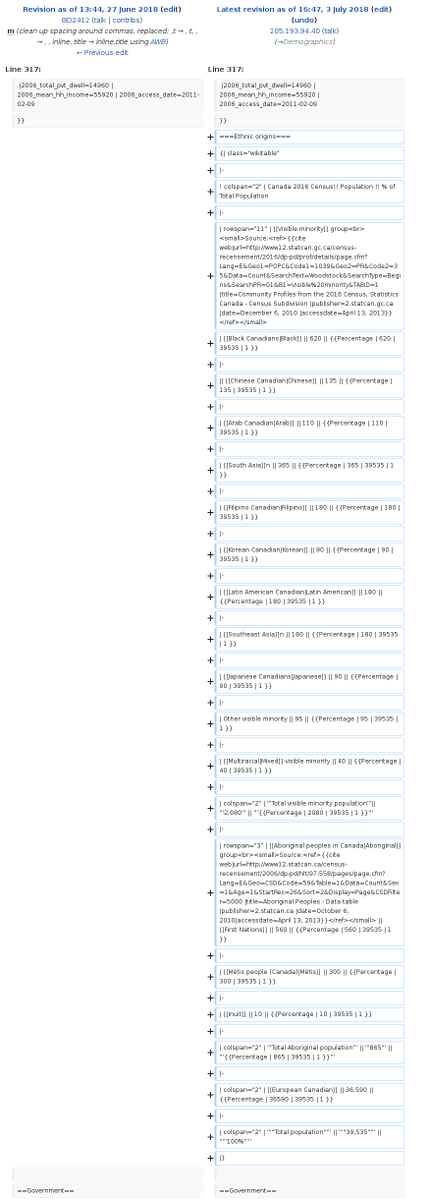 Revision as of 13:44, 27 June 2018 (edit)
BD2412 (talk | contribs)
m (clean up spacing around commas, replaced: ,t → , t, ,
→ , , inline, title → inline,title using AWB)
← Previous edit
Latest revision as of 16:47, 3 July 2018 (edit)
(undo)
205.193.94.40 (talk)
(→Demographics)
Line 317:
Line 317:
|2006_total_pvt_dwell=14960 |
2006_mean_hh_income=55920 | 2006_access_date=2011-
02-09
|2006_total_pvt_dwell=14960 |
2006_mean_hh_income=55920 |
2006_access_date=2011-02-09
}}
}}
+ ===Ethnic origins===
+ {| class="wikitable"
+ |-
+ ! colspan="2" | Canada 2016 Census!! Population !! % of
Total Population
+ |-
+ | rowspan="11" | [[Visible minority]] group<br>
<small>Source:<ref>{{cite
web|url=http://www12.statcan.gc.ca/census-
recensement/2016/dp-pd/prof/details/page.cfm?
Lang=E&Geo1=POPC&Code1=1039&Geo2=PR&Code2=3
5&Data=Count&SearchText=Woodstock&SearchType=Begi
ns&SearchPR=01&B1=Visible%20minority&TABID=1
|title=Community Profiles from the 2016 Census, Statistics
Canada - Census Subdivision |publisher=2.statcan.gc.ca
|date=December 6, 2010 |accessdate=April 13, 2013}}
</ref></small>
+ | [[Black Canadians|Black]] || 620 || {{Percentage | 620 |
39535 | 1 }}
+ |-
+ || [[Chinese Canadian|Chinese]] || 135 || {{Percentage |
135 | 39535 | 1 }}
+ |-
+ | [[Arab Canadian|Arab]] || 110 || {{Percentage | 110 |
39535 | 1 }}
+ |-
+ | [[South Asia]]n || 365 || {{Percentage | 365 | 39535 | 1
}}
+ |-
+ | [[Filipino Canadian|Filipino]] || 180 || {{Percentage | 180 |
39535 | 1 }}
+ |-
+ | [[Korean Canadian|Korean]] || 90 || {{Percentage | 90 |
39535 | 1 }}
+ |-
+ | [[Latin American Canadian|Latin American]] || 180 ||
{{Percentage | 180 | 39535 |1 }}
+ |-
+ | [[Southeast Asia]]n || 180 || {{Percentage | 180 | 39535
| 1 }}
+ |-
+ | [[Japanese Canadians|Japanese]] || 90 || {{Percentage |
90 | 39535 | 1 }}
+ |-
+ | Other visible minority || 95 || {{Percentage | 95 | 39535 |
1 }}
+ |-
+ | [[Multiracial|Mixed]] visible minority || 40 || {{Percentage |
40 | 39535 | 1 }}
+ |-
+ | colspan="2" | '''Total visible minority population'''||
'''2,080''' || '''{{Percentage | 2080 | 39535 | 1 }}'''
+ |-
+ | rowspan="3" | [[Aboriginal peoples in Canada|Aboriginal]]
group<br><small>Source:<ref>{{cite
web|url=http://www12.statcan.ca/census-
recensement/2006/dp-pd/hlt/97-558/pages/page.cfm?
Lang=E&Geo=CSD&Code=59&Table=1&Data=Count&Sex
=1&Age=1&StartRec=26&Sort=2&Display=Page&CSDFilte
r=5000 |title=Aboriginal Peoples - Data table
|publisher=2.statcan.ca |date=October 6,
2010|accessdate=April 13, 2013}}</ref></small> ||
[[First Nations]] || 560 || {{Percentage | 560 | 39535 | 1
}}
+ |-
+ | [[Métis people (Canada)|Métis]] || 300 || {{Percentage |
300 | 39535 | 1 }}
+ |-
+ | [[Inuit]] || 10 || {{Percentage | 10 | 39535 | 1 }}
+ |-
+ | colspan="2" | '''Total Aboriginal population''' || '''865''' ||
'''{{Percentage | 865 | 39535 | 1 }}'''
+ |-
+ | colspan="2" | [[European Canadian]] || 36,590 ||
{{Percentage | 36590 | 39535 | 1 }}
+ |-
+ | colspan="2" | '''''Total population''''' || '''''39,535''''' ||
'''''100%'''''
+ |}
==Government==
==Government==